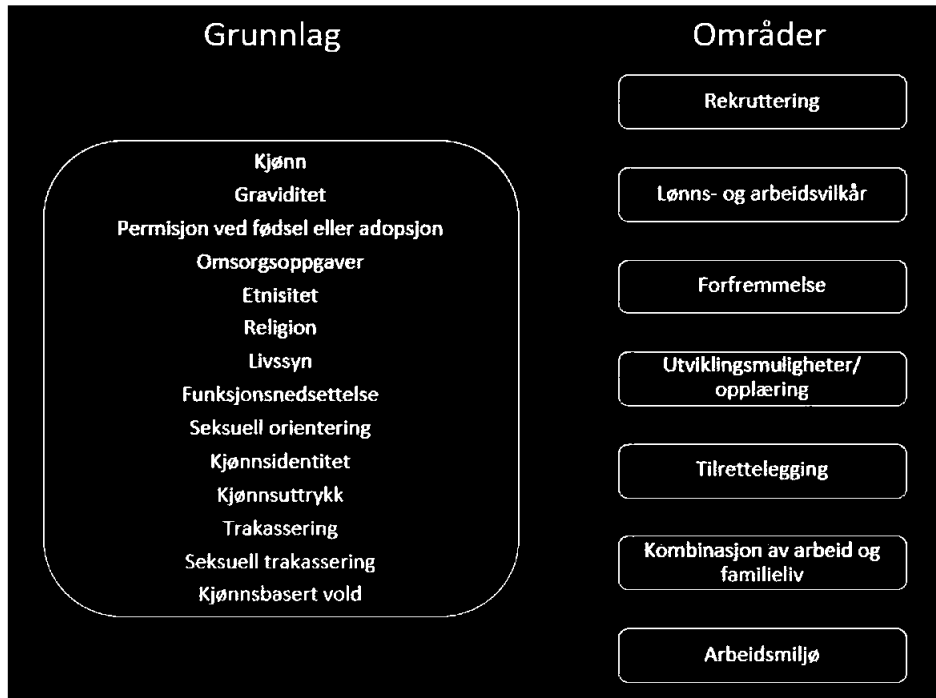 Grunnlag
Kjønn
Graviditet
Permisjon ved fødsel eller adopsjon
Omsorgsoppgaver
Etnisitet
Religion
Livssyn
Funksjonsnedsettelse
Seksuell orientering
Kjønnsidentitet
Kjønnsuttrykk
Trakassering
Seksuell trakassering
Kjønnsbasert vold
Områder
Rekruttering
Lønns- og arbeidsvilkår
Forfremmelse
Utviklingsmuligheter/
opplæring
Tilrettelegging
Kombinasjon av arbeid og
familieliv
Arbeidsmiljø